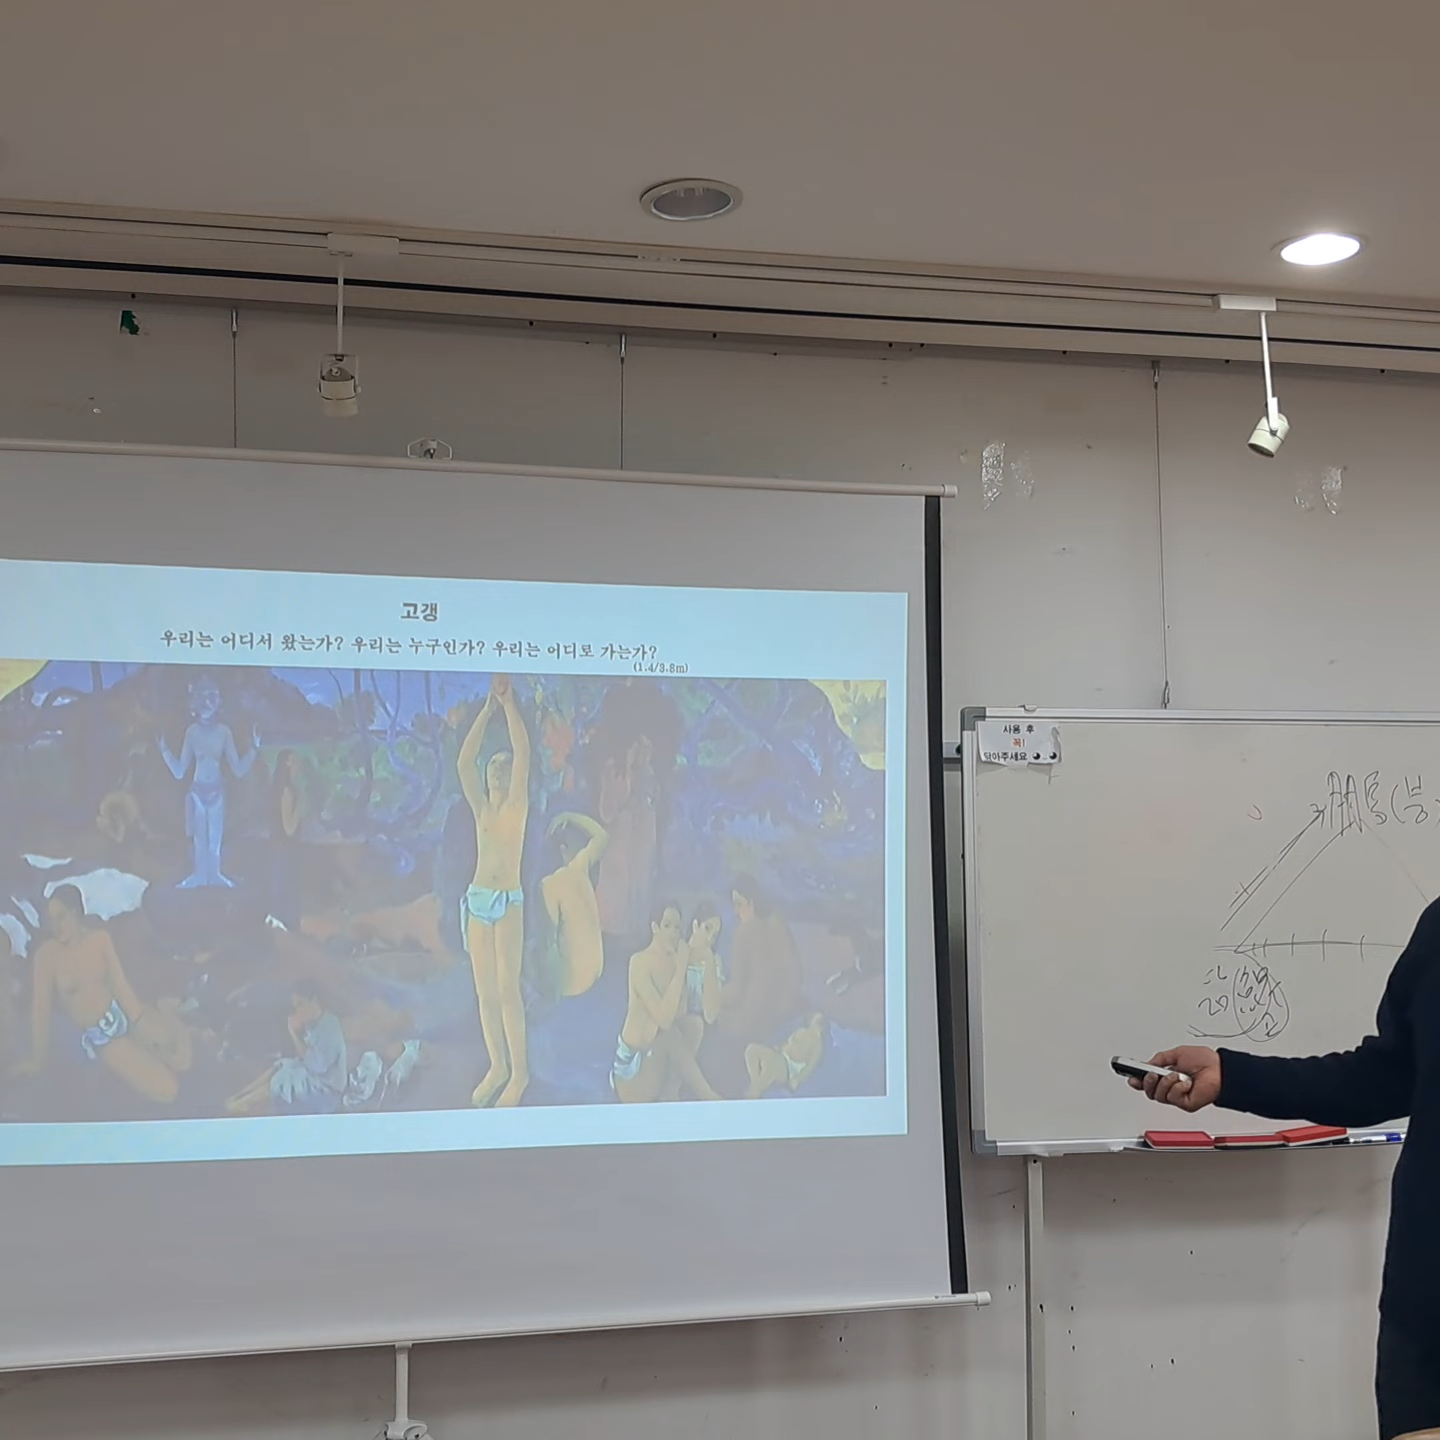 고갱
우리는 어디서 왔는가? 우리는 누구인가? 우리는 어디로 가는가?
(1.4/3.8m)
사용 후
꼭!
닦아주세요